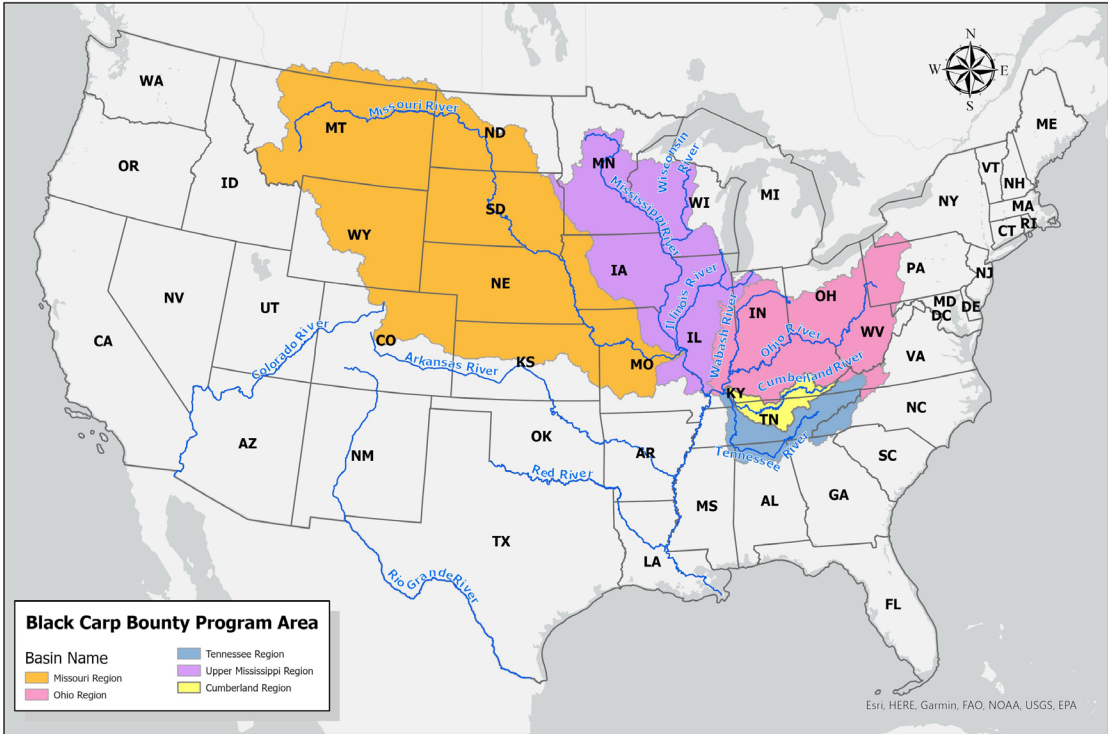 N
W E
S
WA
MT
Missouri River
ND
MN
Wisconsin River
ME
OR
ID
SD
Mississippi River
WI
MI
VT
NH
NY
MA
CT
RI
WY
IA
PA
NJ
NV
UT
NE
Illinois River
IN
OH
MD
DC
DE
CA
Colorado River
CO
Arkansas River
KS
MO
IL
Wabash River
Ohio River
WV
VA
KY
Cumberland River
TN
NC
AZ
NM
OK
AR
Tennessee River
SC
Red River
MS
AL
GA
TX
LA
Rio Grande River
FL
Black Carp Bounty Program Area
Basin Name
Missouri Region
Ohio Region
Tennessee Region
Upper Mississippi Region
Cumberland Region
Esri, HERE, Garmin, FAO, NOAA, USGS, EPA